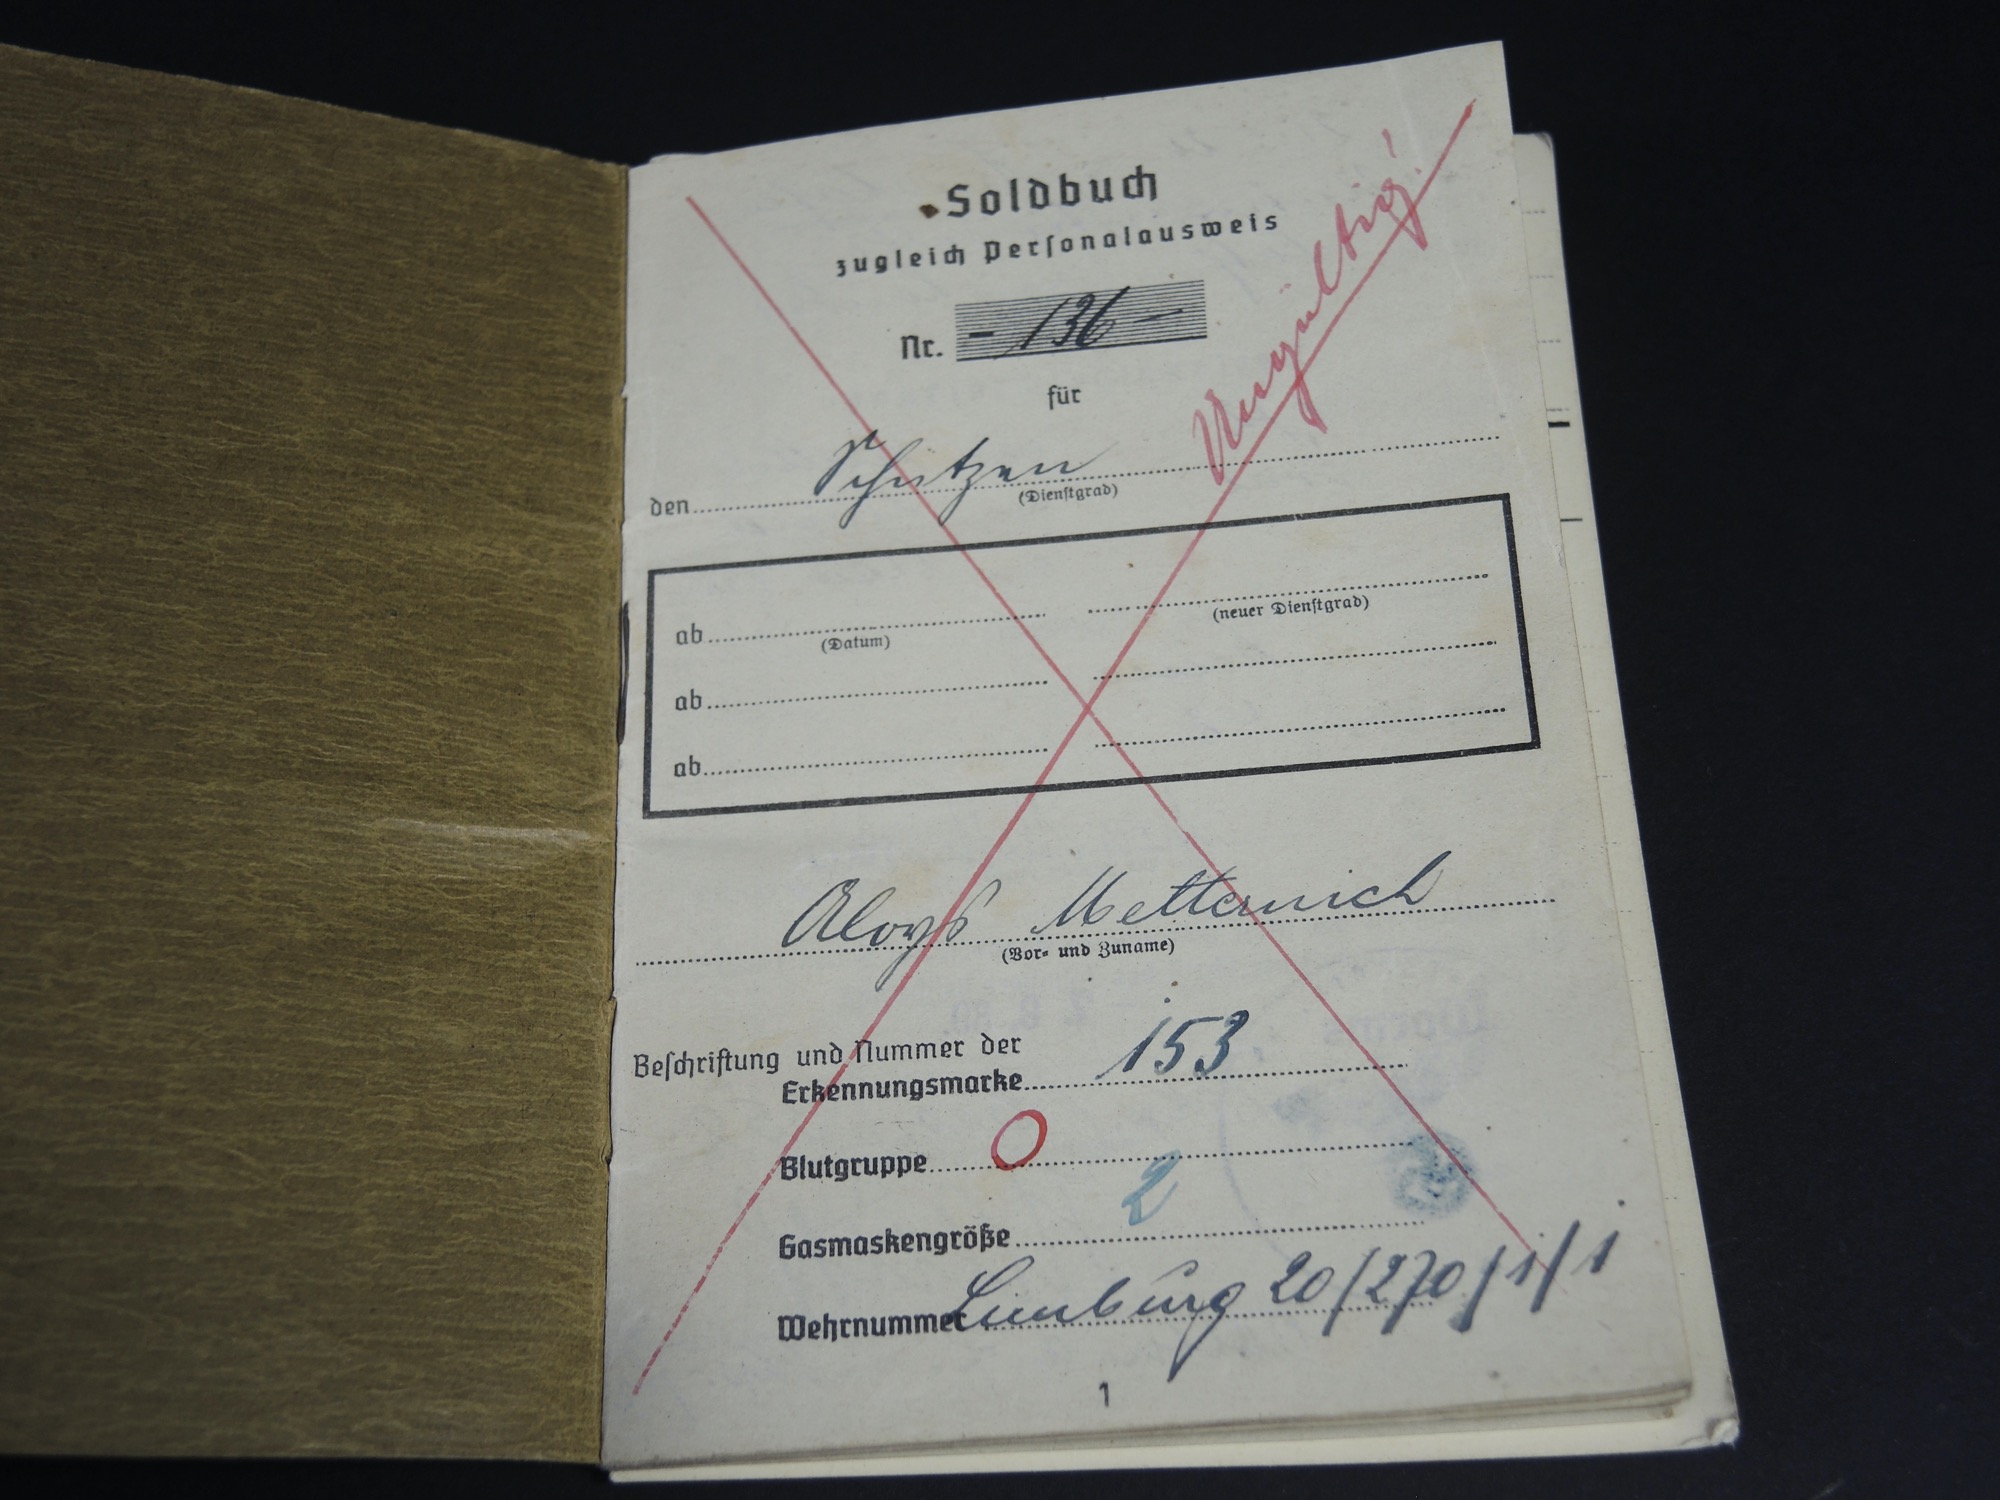 Soldbuch
zugleich Personalausweis
Nr. - 136 -
für
Ungültig!
den Schützen
(Dienstgrad)
ab
(Datum) (neuer Dienstgrad)
ab
ab
Aloys Metternich
(Vor- und Zuname)
Beschriftung und Nummer der
Erkennungsmarke 153
Blutgruppe O
Gasmaskengröße 2
Wehrnummer Limburg 20/270/1/1
1